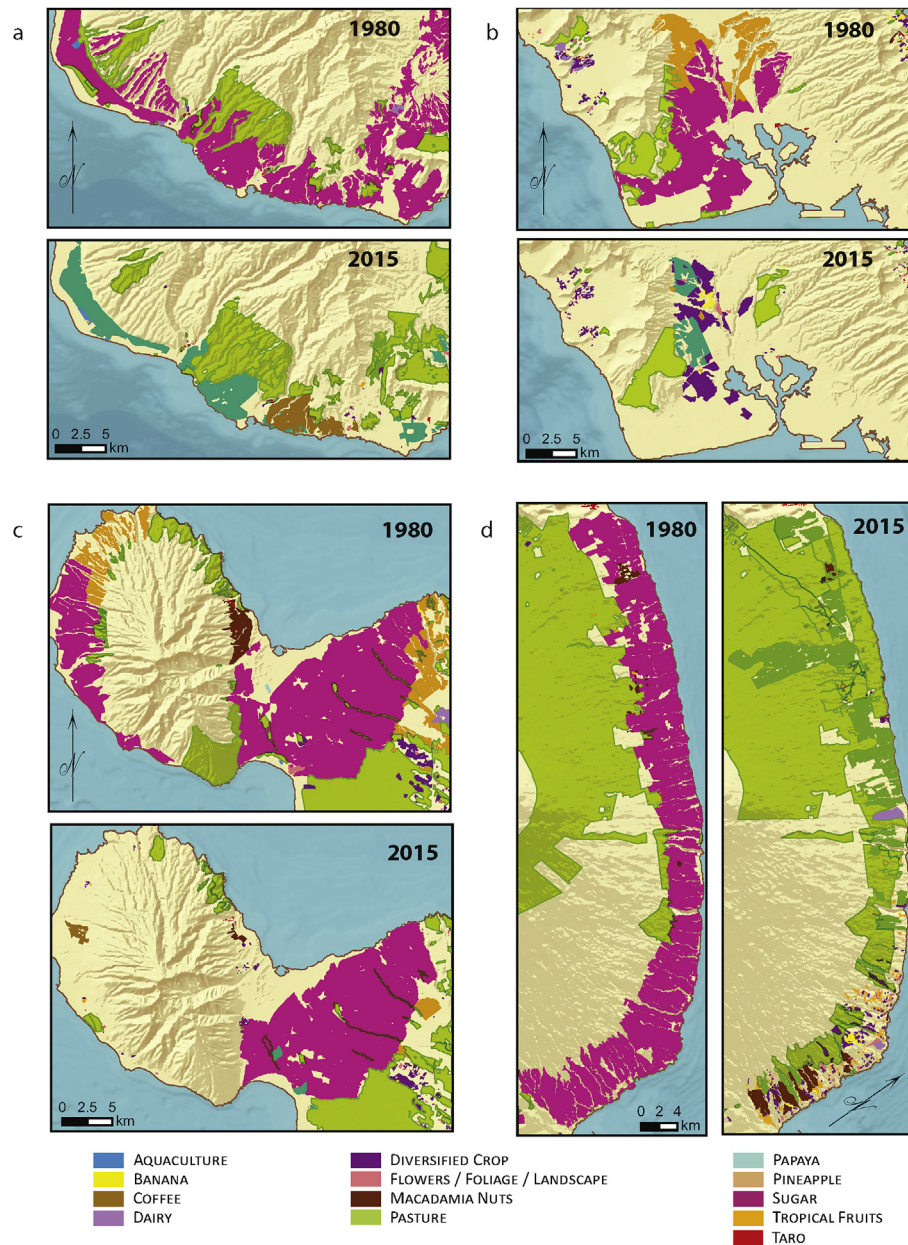 a
1980
N
2015
0 2.5 5
km
b
1980
N
2015
0 2.5 5
km
c
1980
N
2015
0 2.5 5
km
d
1980
0 2 4
km
2015
N
AQUACULTURE
BANANA
COFFEE
DAIRY
DIVERSIFIED CROP
FLOWERS / FOLIAGE / LANDSCAPE
MACADAMIA NUTS
PASTURE
PAPAYA
PINEAPPLE
SUGAR
TROPICAL FRUITS
TARO